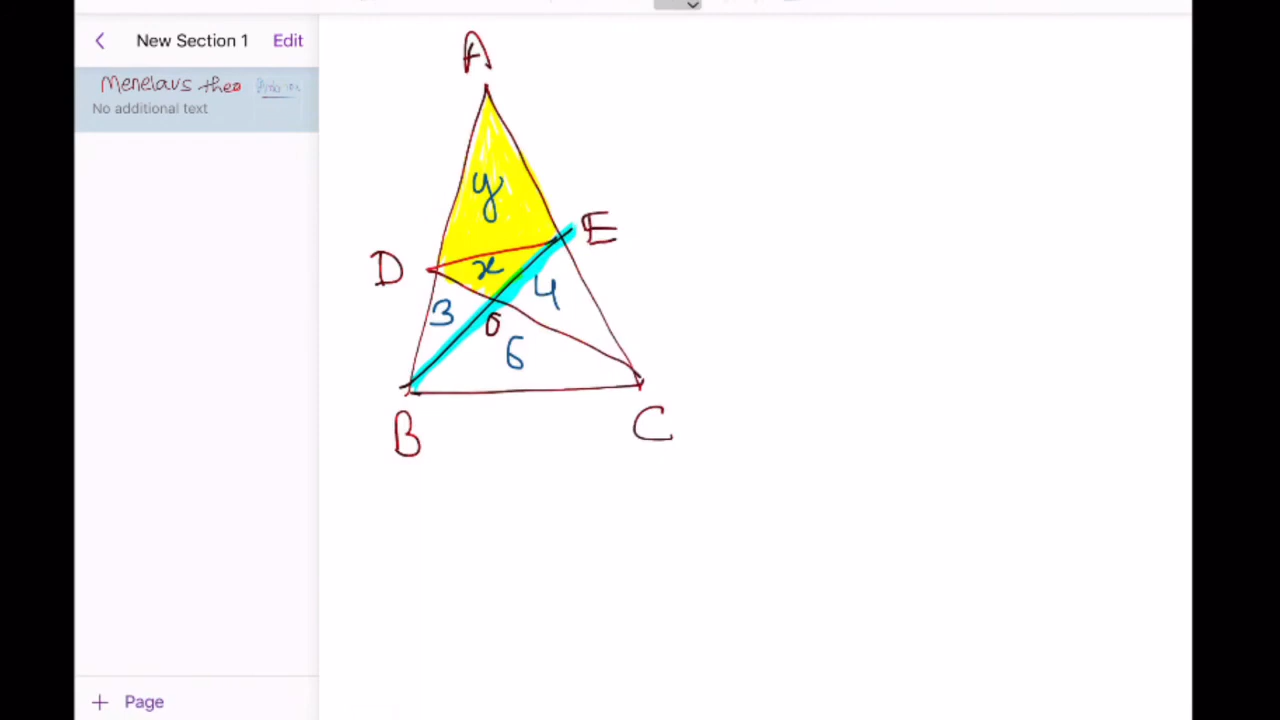 New Section 1 Edit
Menelaus theo
No additional text
A
y
E
D
x
4
3
O
6
B
C
+ Page